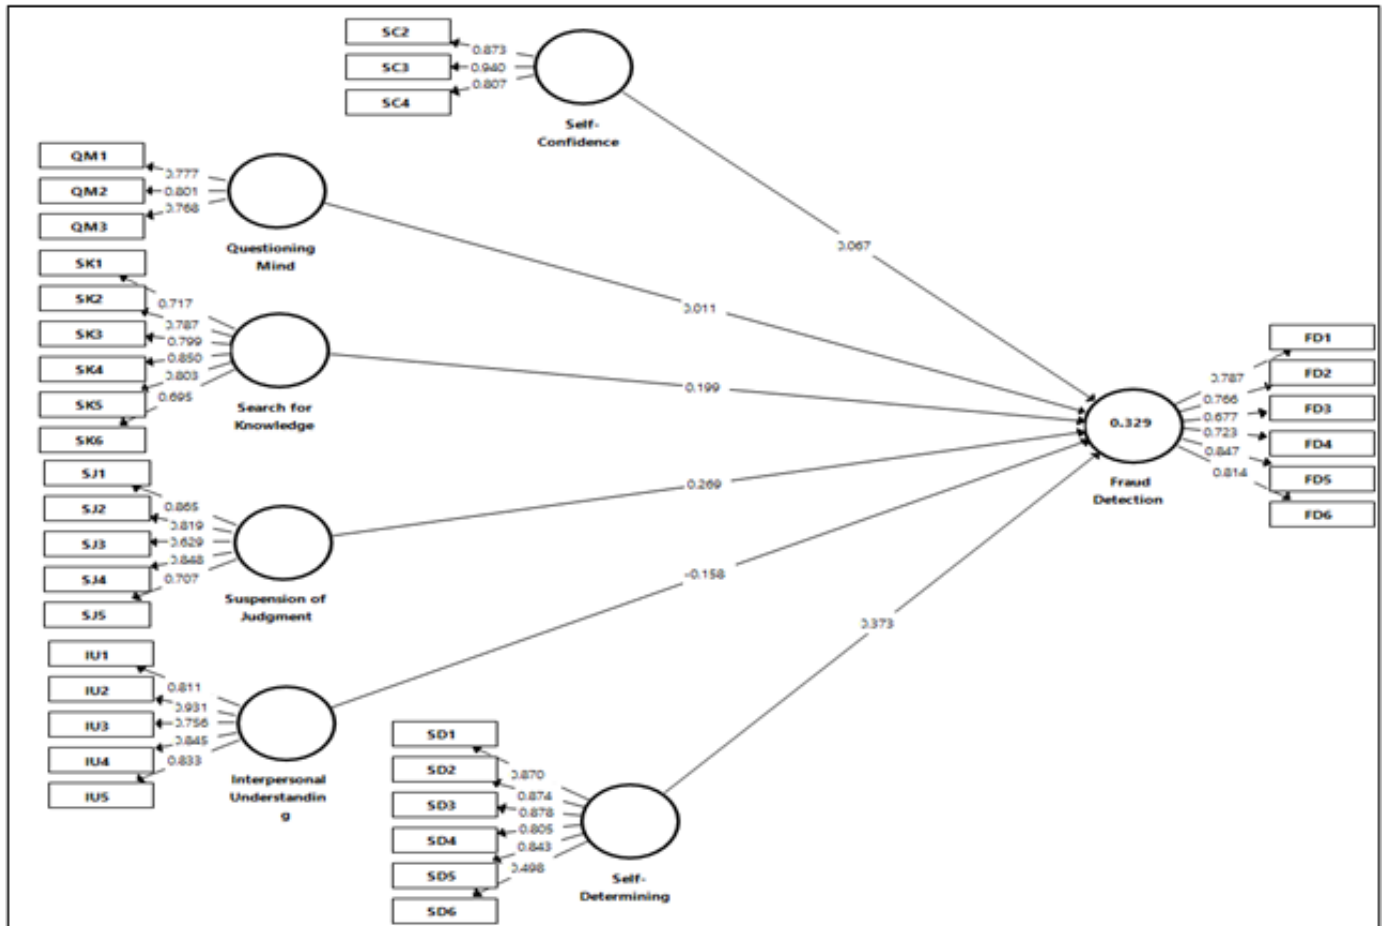 SC2
SC3
SC4
0.873
0.940
0.807
Self-
Confidence
QM1
QM2
QM3
0.777
0.801
0.768
Questioning
Mind
SK1
SK2
SK3
SK4
SK5
SK6
0.717
0.787
0.799
0.850
0.803
0.695
Search for
Knowledge
SJ1
SJ2
SJ3
SJ4
SJ5
0.865
0.819
0.629
0.848
0.707
Suspension of
Judgment
IU1
IU2
IU3
IU4
IU5
0.811
0.931
0.756
0.845
0.833
Interpersonal
Understandin
g
SD1
SD2
SD3
SD4
SD5
SD6
0.870
0.874
0.878
0.805
0.843
0.498
Self-
Determining
0.067
0.011
0.199
0.269
-0.158
0.373
0.329
Fraud
Detection
0.787
0.766
0.677
0.723
0.847
0.814
FD1
FD2
FD3
FD4
FD5
FD6